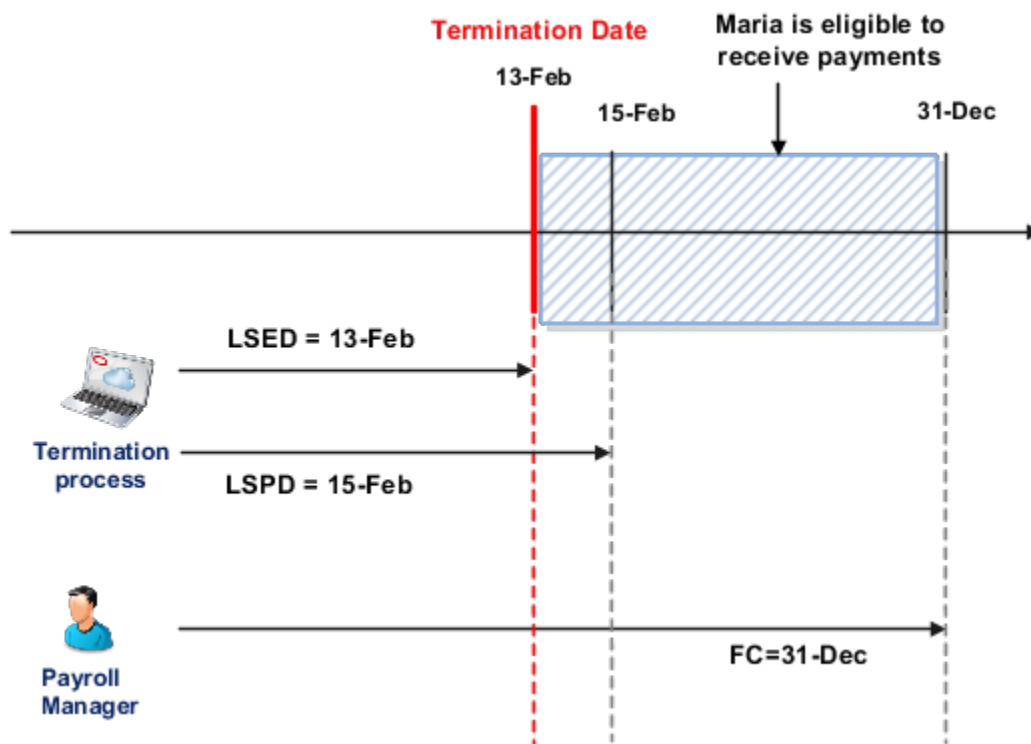 Termination Date
Maria is eligible to
receive payments
13-Feb
15-Feb
31-Dec
LSED = 13-Feb
Termination
process
LSPD = 15-Feb
FC=31-Dec
Payroll
Manager